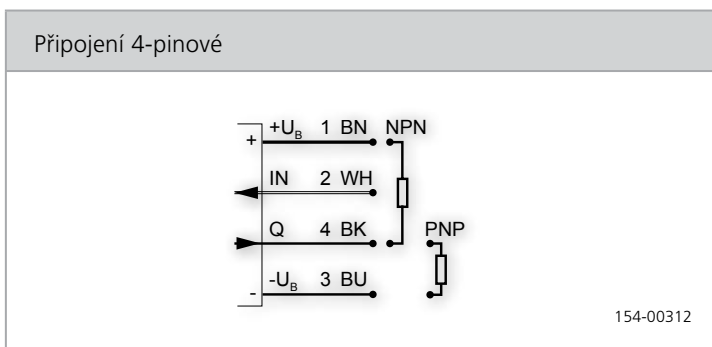 Připojení 4-pinové
+ +U_B 1 BN NPN
IN 2 WH
Q 4 BK PNP
- -U_B 3 BU
154-00312